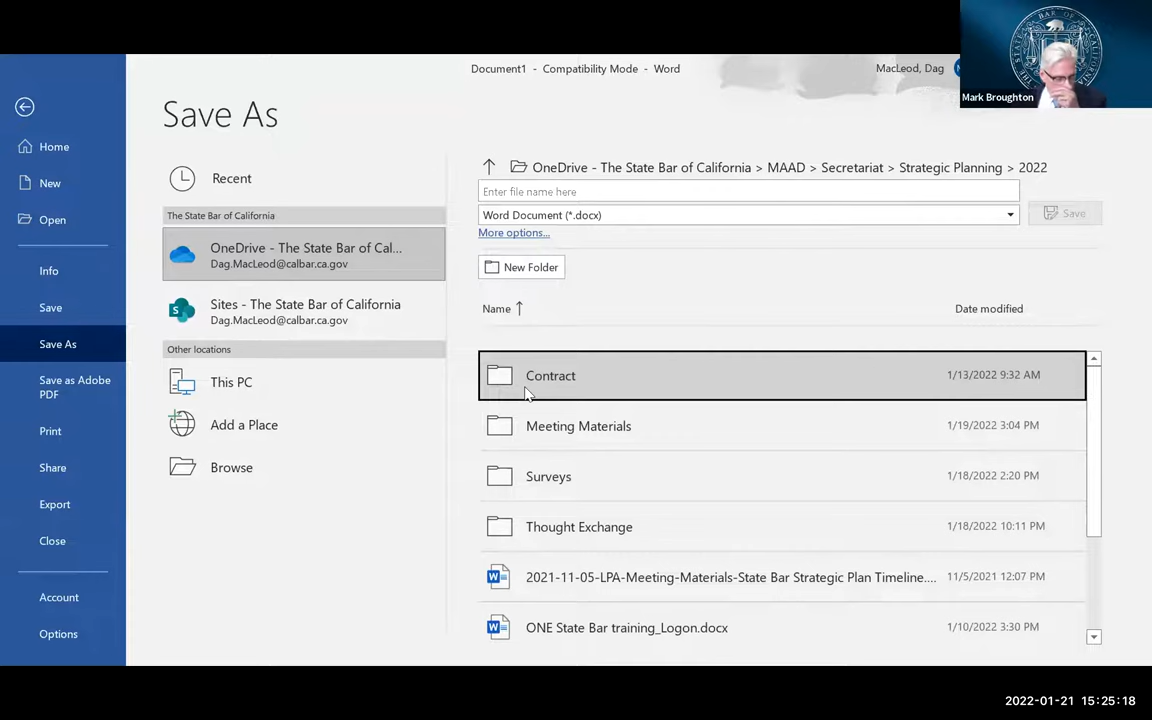 Document1 - Compatibility Mode - Word
MacLeod, Dag
THE STATE BAR OF CALIFORNIA
Mark Broughton
Save As
Home
New
Open
Info
Save
Save As
Save as Adobe
PDF
Print
Share
Export
Close
Account
Options
Recent
The State Bar of California
OneDrive - The State Bar of Cal...
Dag.MacLeod@calbar.ca.gov
Sites - The State Bar of California
Dag.MacLeod@calbar.ca.gov
Other locations
This PC
Add a Place
Browse
OneDrive - The State Bar of California > MAAD > Secretariat > Strategic Planning > 2022
Enter file name here
Word Document (*.docx)
Save
More options...
New Folder
Name ↑ Date modified
Contract 1/13/2022 9:32 AM
Meeting Materials 1/19/2022 3:04 PM
Surveys 1/18/2022 2:20 PM
Thought Exchange 1/18/2022 10:11 PM
2021-11-05-LPA-Meeting-Materials-State Bar Strategic Plan Timeline.... 11/5/2021 12:07 PM
ONE State Bar training_Logon.docx 1/10/2022 3:30 PM
2022-01-21 15:25:18